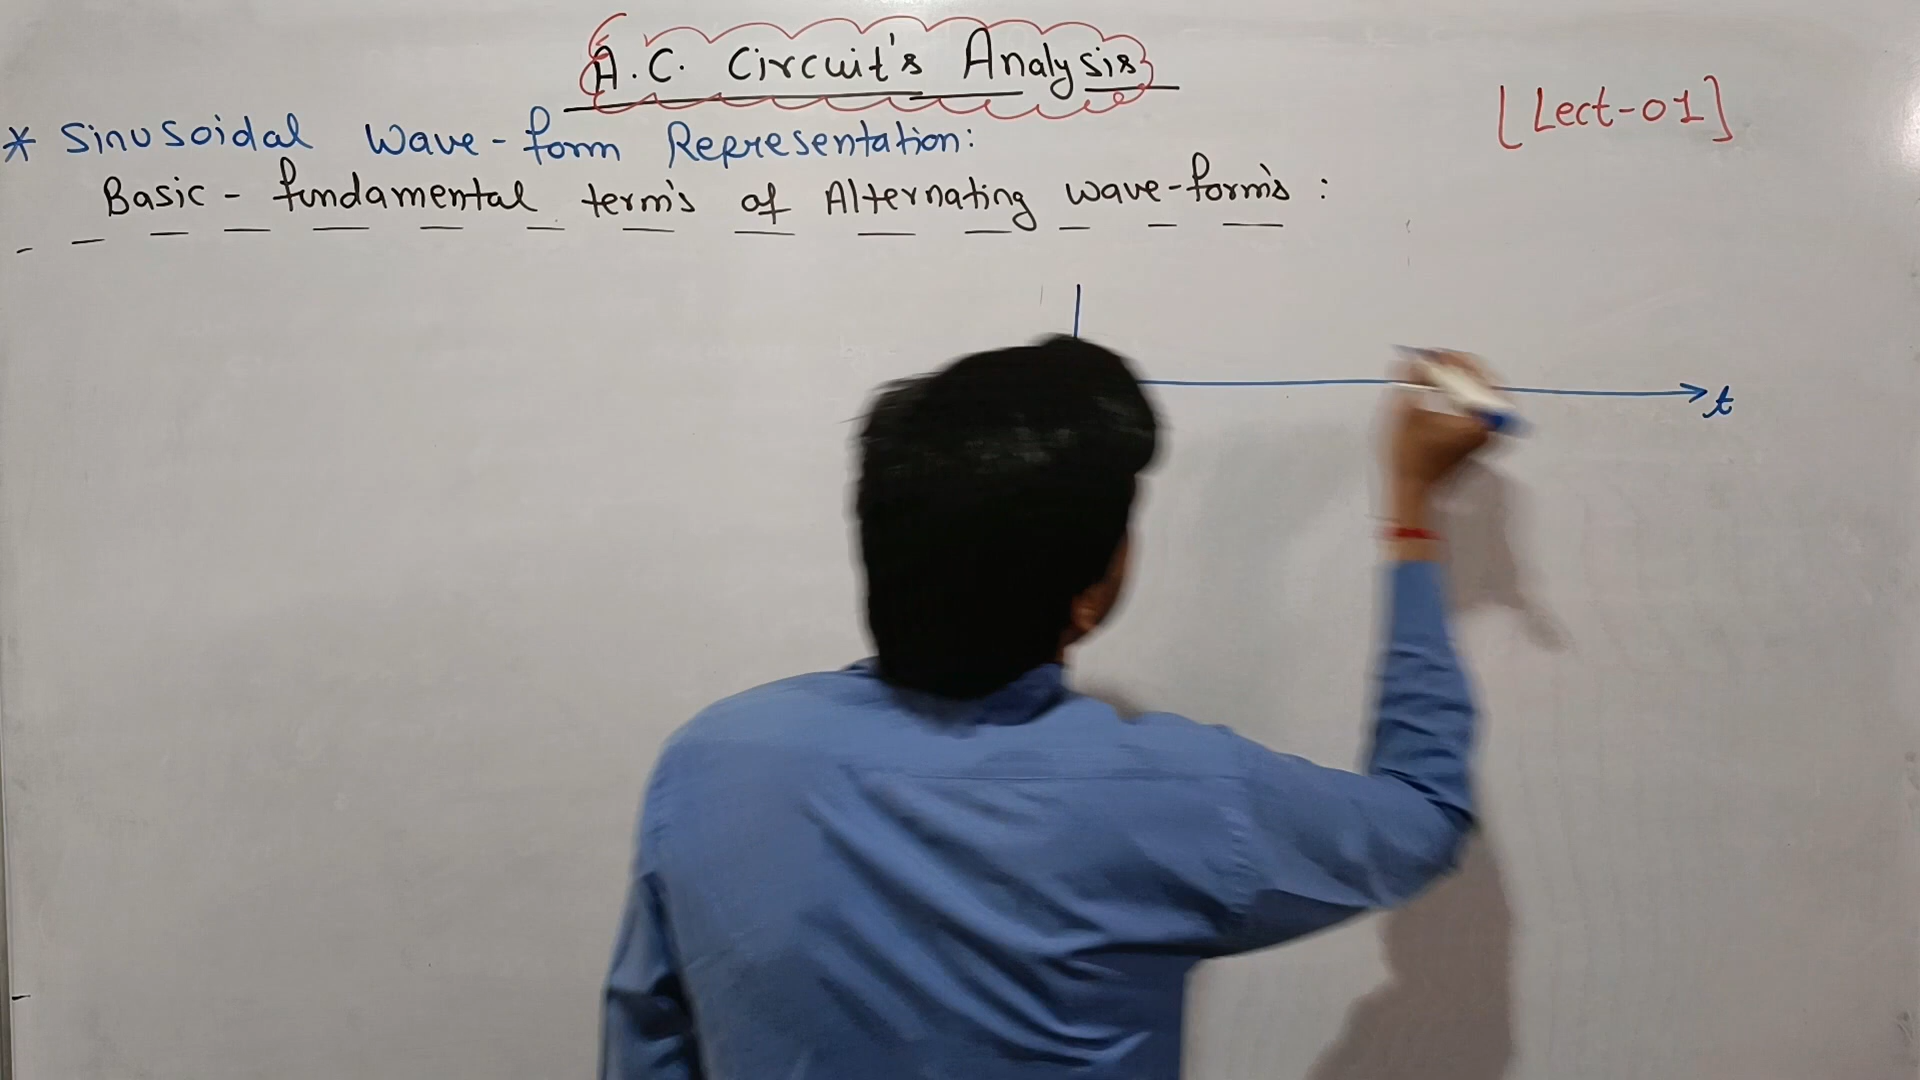 A.C. Circuit's Analysis
[Lect-01]
* Sinusoidal Wave-form Representation:
Basic - fundamental term's of Alternating wave-form's :
t